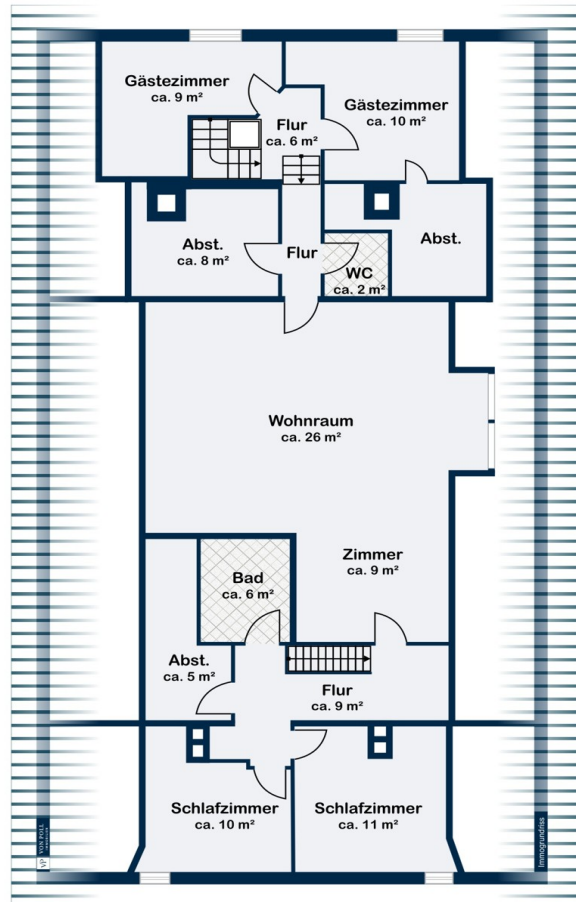 Gästezimmer
ca. 9 m²
Gästezimmer
ca. 10 m²
Flur
ca. 6 m²
Abst.
ca. 8 m²
Flur
Abst.
WC
ca. 2 m²
Wohnraum
ca. 26 m²
Zimmer
ca. 9 m²
Bad
ca. 6 m²
Abst.
ca. 5 m²
Flur
ca. 9 m²
Schlafzimmer
ca. 10 m²
Schlafzimmer
ca. 11 m²
VP
VON POLL
IMMOBILIEN
Immogrundriss